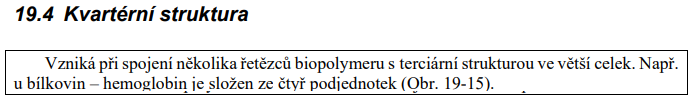 19.4 Kvartérní struktura
Vzniká při spojení několika řetězců biopolymeru s terciární strukturou ve větší celek. Např.
u bílkovin – hemoglobin je složen ze čtyř podjednotek (Obr. 19-15).